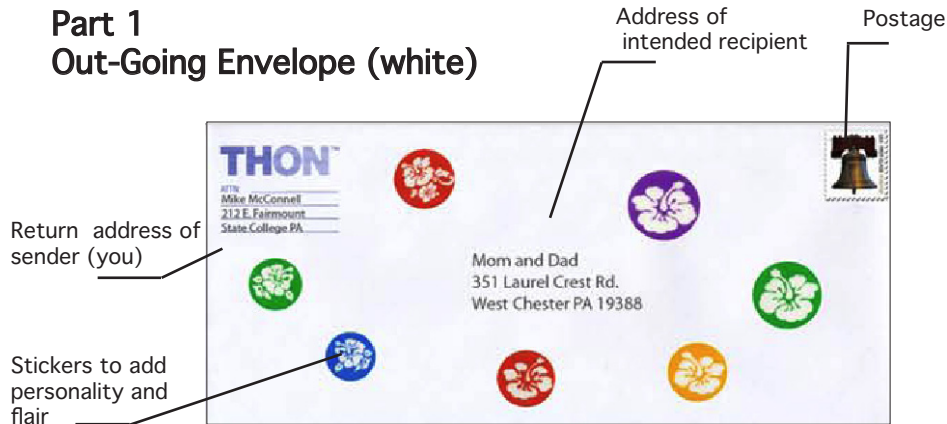 Part 1
Out-Going Envelope (white)
Address of
intended recipient
Postage
THON™
ATTN:
Mike McConnell
212 E. Fairmount
State College PA
Return address of
sender (you)
Mom and Dad
351 Laurel Crest Rd.
West Chester PA 19388
Stickers to add
personality and
flair